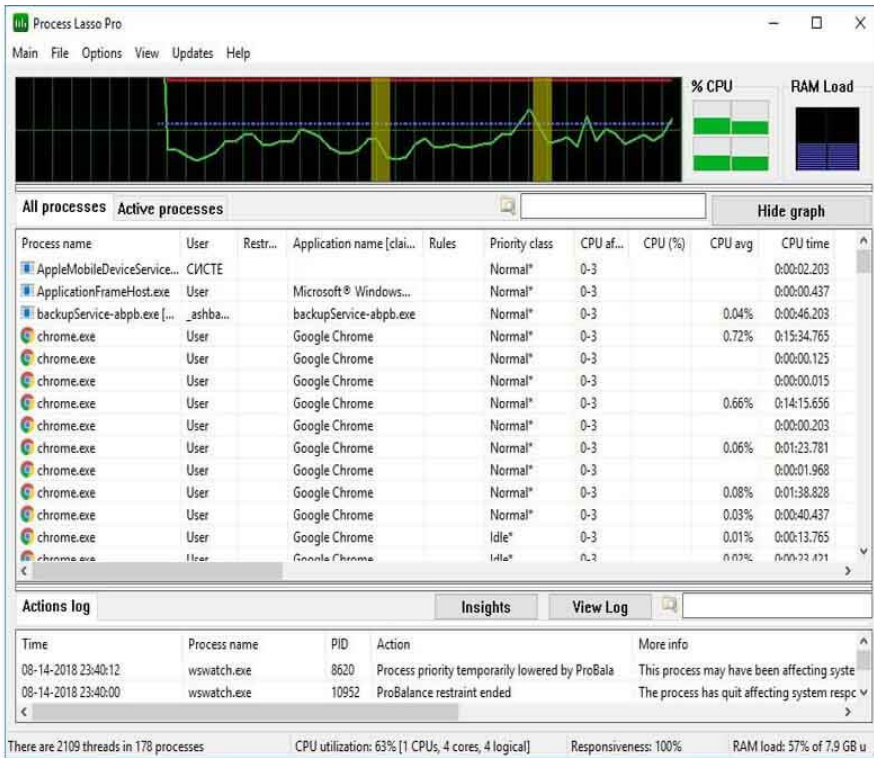 Process Lasso Pro
Main File Options View Updates Help
% CPU RAM Load
All processes Active processes Hide graph
Process name User Restr... Application name [clai... Rules Priority class CPU af... CPU (%) CPU avg CPU time
AppleMobileDeviceService... СИСТЕ Normal* 0-3 0:00:02.203
ApplicationFrameHost.exe User Microsoft® Windows... Normal* 0-3 0:00:00.437
backupService-abpb.exe [... _ashba... backupService-abpb.exe Normal* 0-3 0.04% 0:00:46.203
chrome.exe User Google Chrome Normal* 0-3 0.72% 0:15:34.765
chrome.exe User Google Chrome Normal* 0-3 0:00:00.125
chrome.exe User Google Chrome Normal* 0-3 0:00:00.015
chrome.exe User Google Chrome Normal* 0-3 0.66% 0:14:15.656
chrome.exe User Google Chrome Normal* 0-3 0:00:00.203
chrome.exe User Google Chrome Normal* 0-3 0.06% 0:01:23.781
chrome.exe User Google Chrome Normal* 0-3 0:00:01.968
chrome.exe User Google Chrome Normal* 0-3 0.08% 0:01:38.828
chrome.exe User Google Chrome Normal* 0-3 0.03% 0:00:40.437
chrome.exe User Google Chrome Idle* 0-3 0.01% 0:00:13.765
chrome.exe User Google Chrome Idle* 0-3 0.02% 0:00:23.421
Actions log Insights View Log
Time Process name PID Action More info
08-14-2018 23:40:12 wswatch.exe 8620 Process priority temporarily lowered by ProBala This process may have been affecting syste
08-14-2018 23:40:00 wswatch.exe 10952 ProBalance restraint ended The process has quit affecting system respc
There are 2109 threads in 178 processes CPU utilization: 63% [1 CPUs, 4 cores, 4 logical] Responsiveness: 100% RAM load: 57% of 7.9 GB u